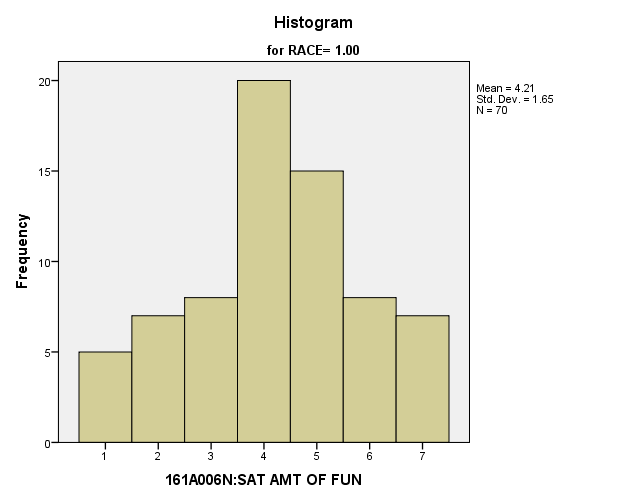 Histogram
for RACE= 1.00
Mean = 4.21
Std. Dev. = 1.65
N = 70
Frequency
20
15
10
5
0
1 2 3 4 5 6 7
161A006N:SAT AMT OF FUN